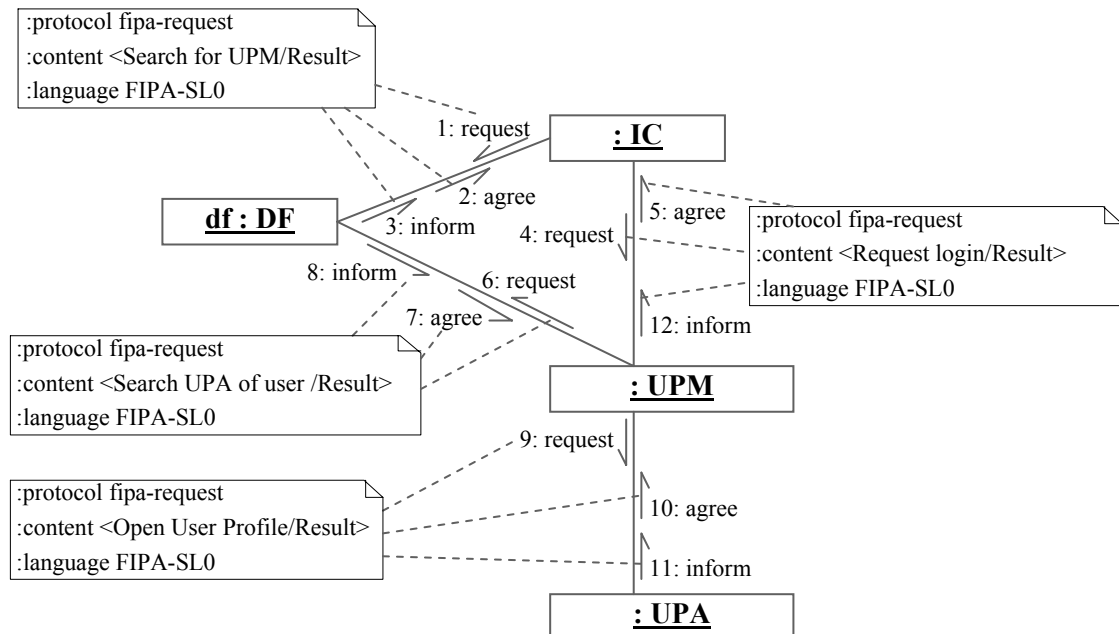 :protocol fipa-request
:content <Search for UPM/Result>
:language FIPA-SL0
1: request
: IC
2: agree
df : DF
3: inform
5: agree
4: request
:protocol fipa-request
:content <Request login/Result>
:language FIPA-SL0
8: inform
6: request
7: agree
12: inform
:protocol fipa-request
:content <Search UPA of user /Result>
:language FIPA-SL0
: UPM
9: request
:protocol fipa-request
:content <Open User Profile/Result>
:language FIPA-SL0
10: agree
11: inform
: UPA